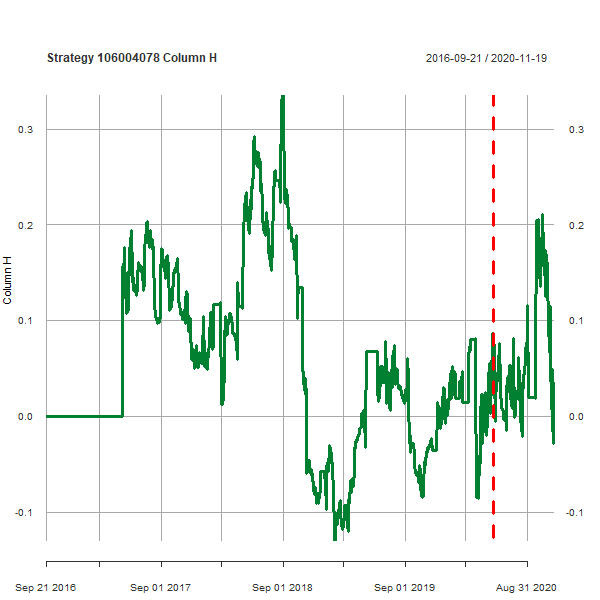 Strategy 106004078 Column H
2016-09-21 / 2020-11-19
0.3
0.3
0.2
0.2
Column H
0.1
0.1
0.0
0.0
-0.1
-0.1
Sep 21 2016
Sep 01 2017
Sep 01 2018
Sep 01 2019
Aug 31 2020